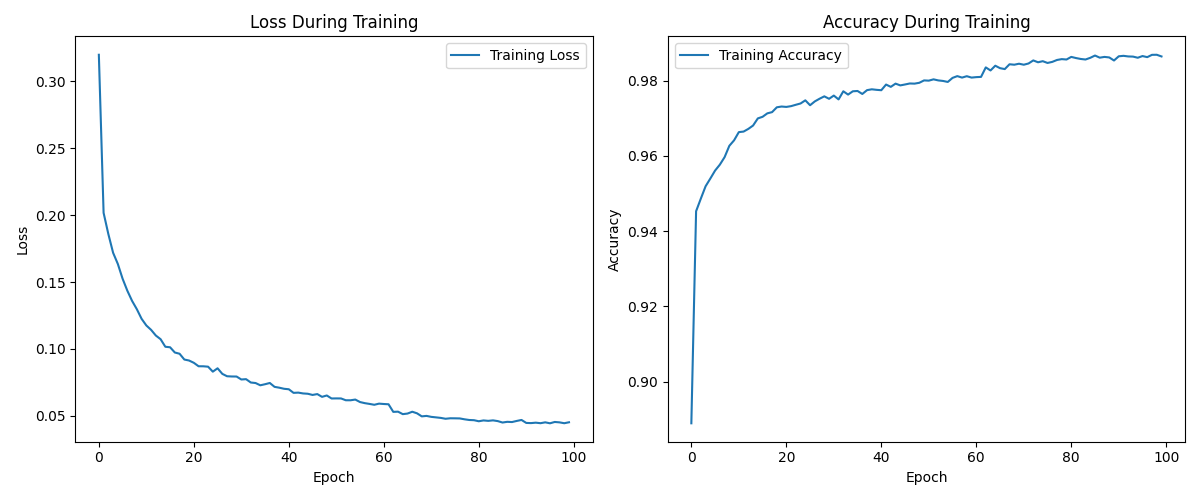 Loss During Training
Training Loss
0.30
0.25
0.20
0.15
0.10
0.05
Loss
0 20 40 60 80 100
Epoch
Accuracy During Training
Training Accuracy
0.98
0.96
0.94
0.92
0.90
Accuracy
0 20 40 60 80 100
Epoch